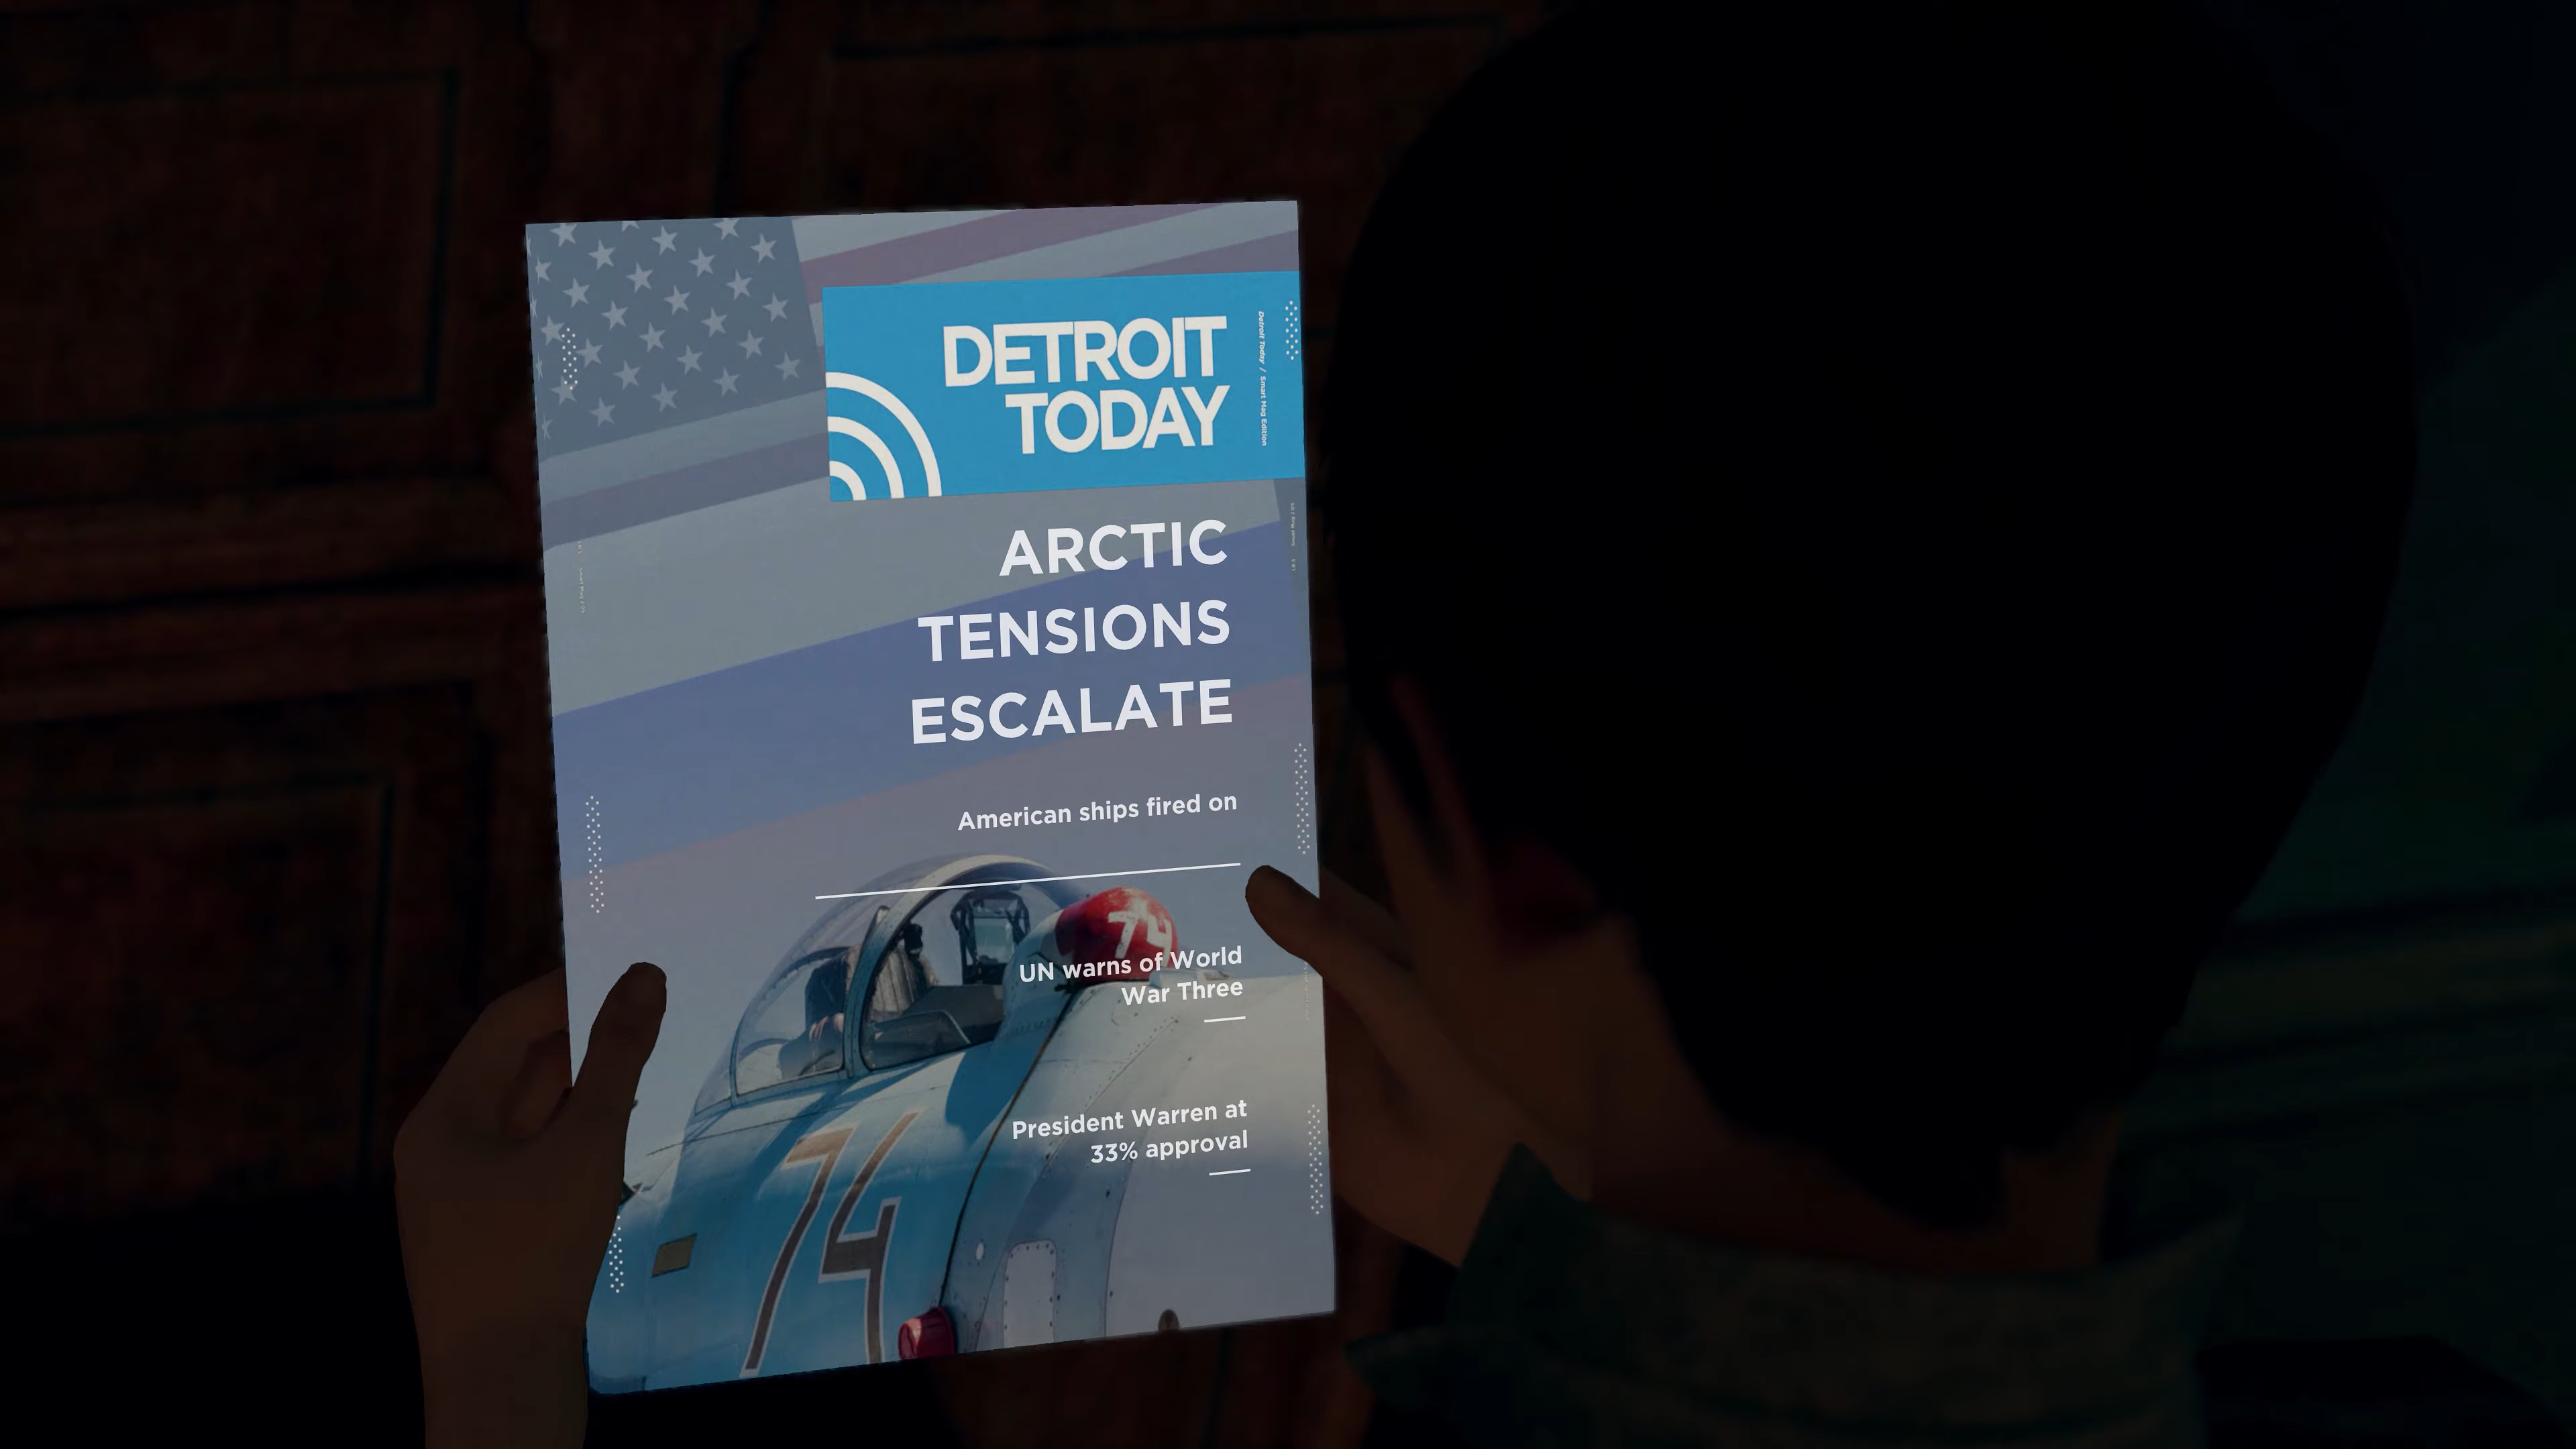 DETROIT
TODAY
Detroit Today / Smart Mag Edition
ARCTIC
TENSIONS
ESCALATE
American ships fired on
74
UN warns of World
War Three
President Warren at
33% approval
74